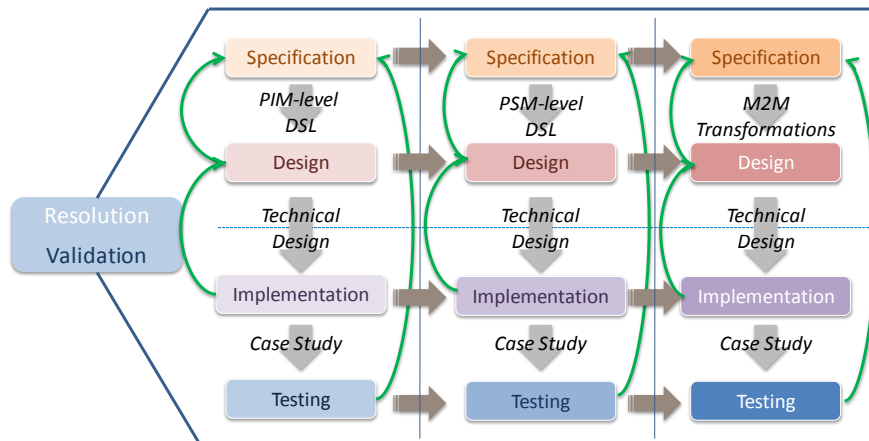 Specification
Specification
Specification
PIM-level
DSL
PSM-level
DSL
M2M
Transformations
Design
Design
Design
Resolution
Validation
Technical
Design
Technical
Design
Technical
Design
Implementation
Implementation
Implementation
Case Study
Case Study
Case Study
Testing
Testing
Testing